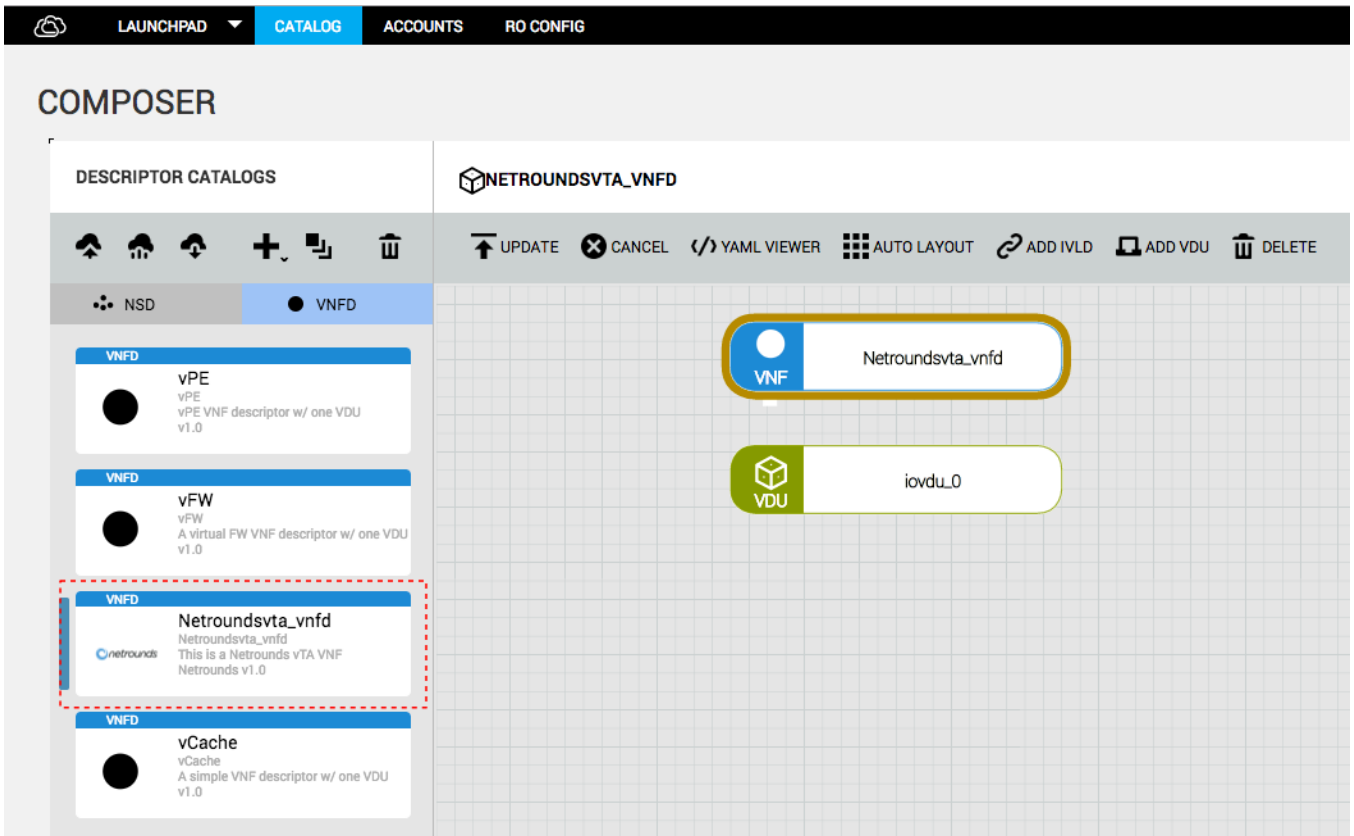 LAUNCHPAD CATALOG ACCOUNTS RO CONFIG
COMPOSER
DESCRIPTOR CATALOGS
NETROUNDSVTA_VNFD
UPDATE CANCEL YAML VIEWER AUTO LAYOUT ADD IVLD ADD VDU DELETE
NSD VNFD
VNFD
vPE
vPE
vPE VNF descriptor w/ one VDU
v1.0
VNFD
vFW
vFW
A virtual FW VNF descriptor w/ one VDU
v1.0
VNFD
Netroundsvta_vnfd
Netroundsvta_vnfd
netrounds This is a Netrounds vTA VNF
Netrounds v1.0
VNFD
vCache
vCache
A simple VNF descriptor w/ one VDU
v1.0
VNF Netroundsvta_vnfd
VDU iovdu_0